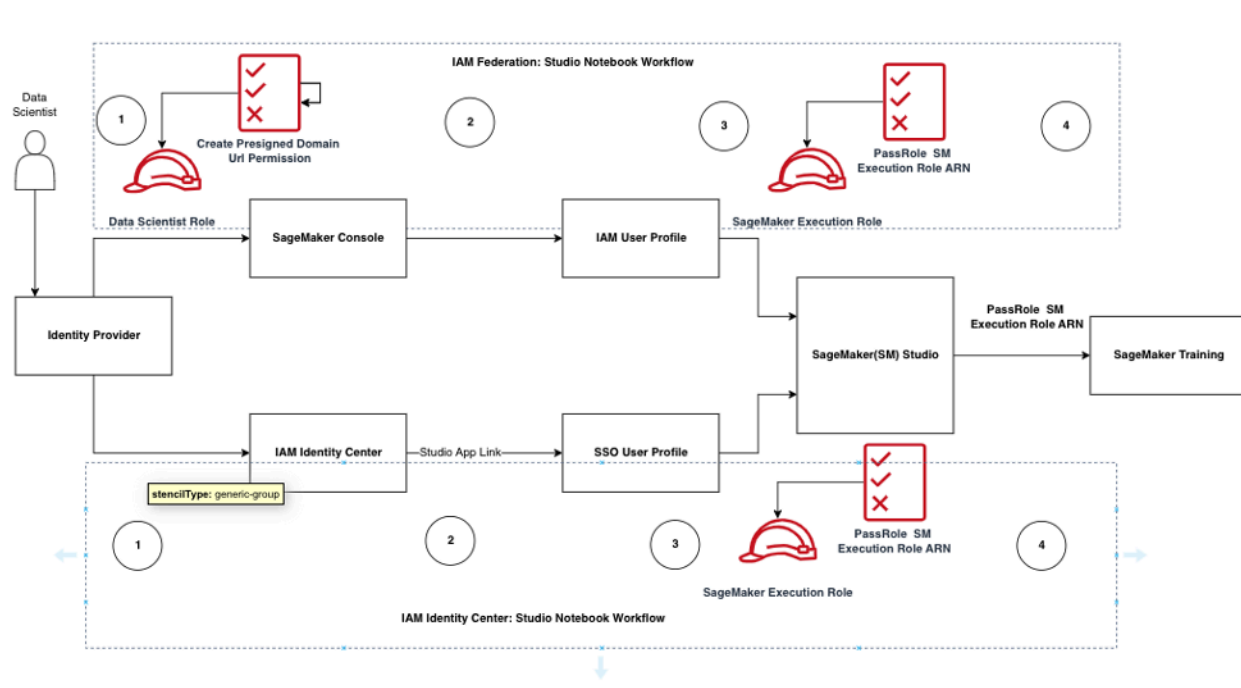 IAM Federation: Studio Notebook Workflow
Data
Scientist
1
2
3
4
Create Presigned Domain
Url Permission
PassRole SM
Execution Role ARN
Data Scientist Role
SageMaker Execution Role
SageMaker Console
IAM User Profile
Identity Provider
PassRole SM
Execution Role ARN
SageMaker(SM) Studio
SageMaker Training
IAM Identity Center
Studio App Link
SSO User Profile
stencilType: generic-group
1
2
3
4
PassRole SM
Execution Role ARN
SageMaker Execution Role
IAM Identity Center: Studio Notebook Workflow